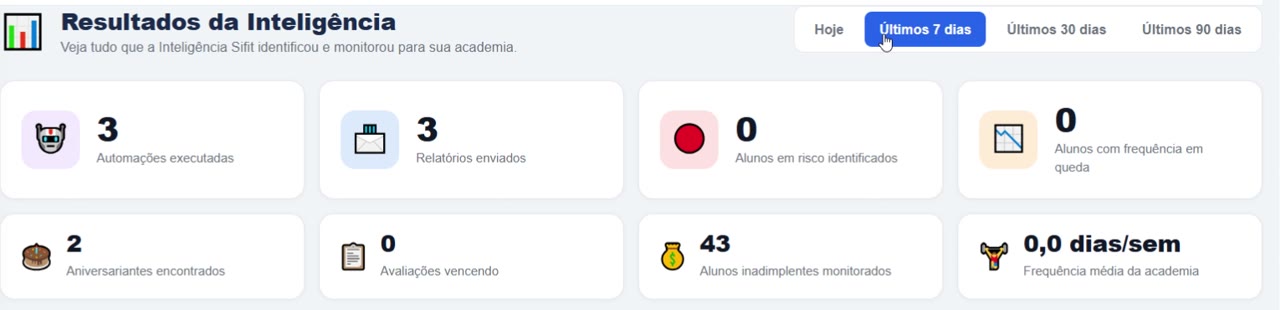 Resultados da Inteligência
Veja tudo que a Inteligência Sifit identificou e monitorou para sua academia.
Hoje
Últimos 7 dias
Últimos 30 dias
Últimos 90 dias
3
Automações executadas
3
Relatórios enviados
0
Alunos em risco identificados
0
Alunos com frequência em
queda
2
Aniversariantes encontrados
0
Avaliações vencendo
43
Alunos inadimplentes monitorados
0,0 dias/sem
Frequência média da academia